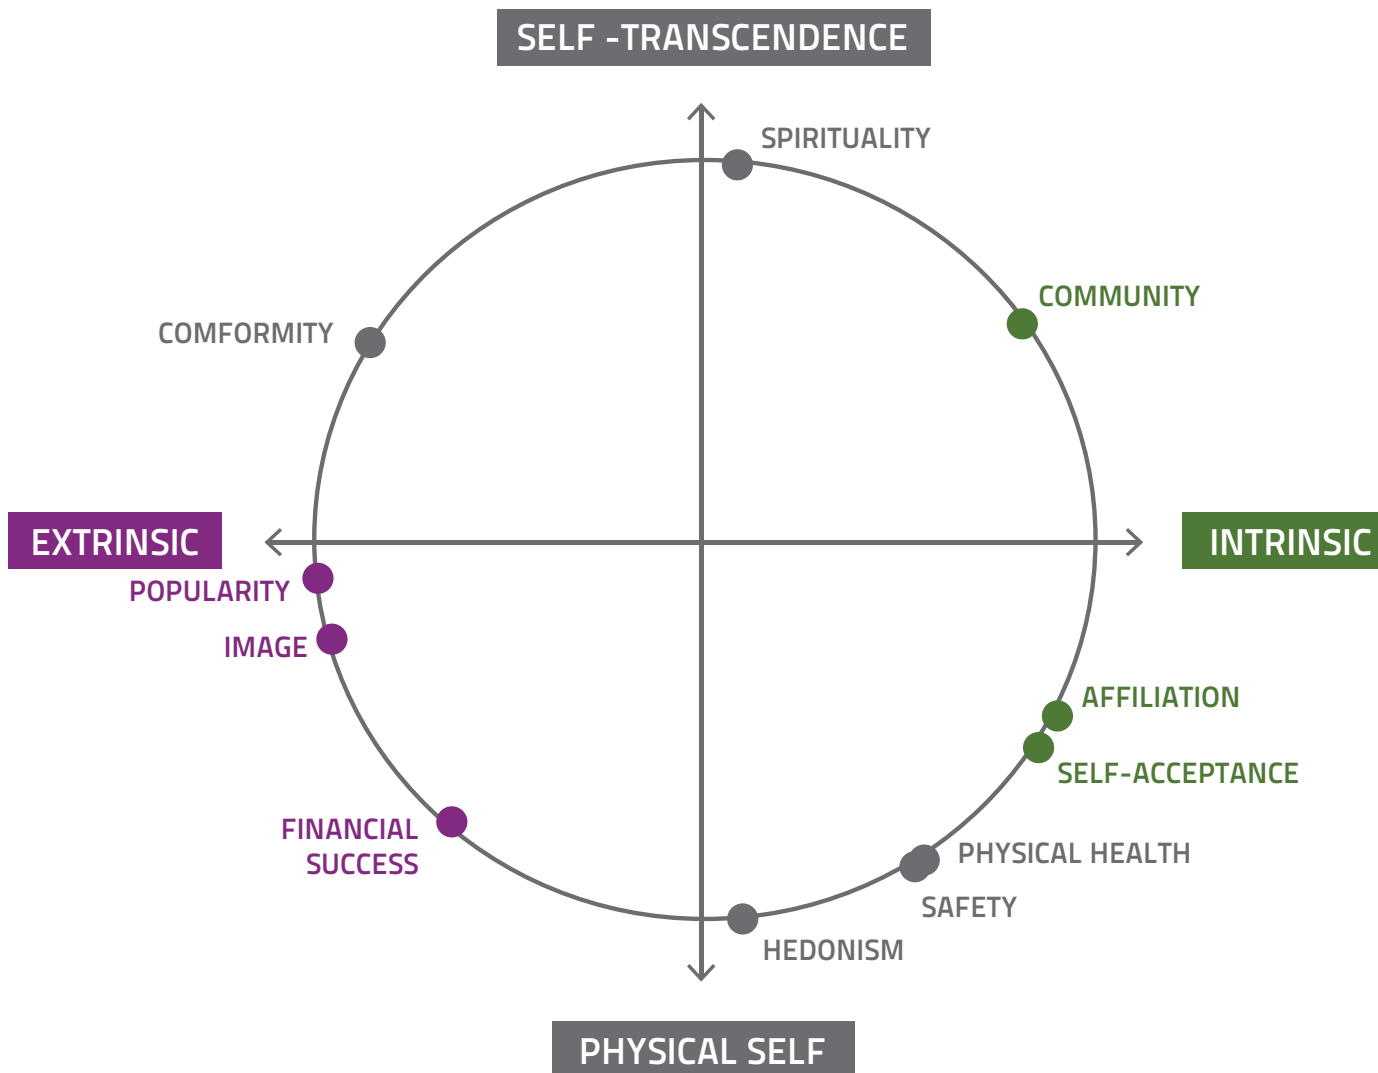 SELF -TRANSCENDENCE
SPIRITUALITY
COMMUNITY
COMFORMITY
EXTRINSIC
INTRINSIC
POPULARITY
IMAGE
AFFILIATION
SELF-ACCEPTANCE
FINANCIAL
SUCCESS
PHYSICAL HEALTH
SAFETY
HEDONISM
PHYSICAL SELF